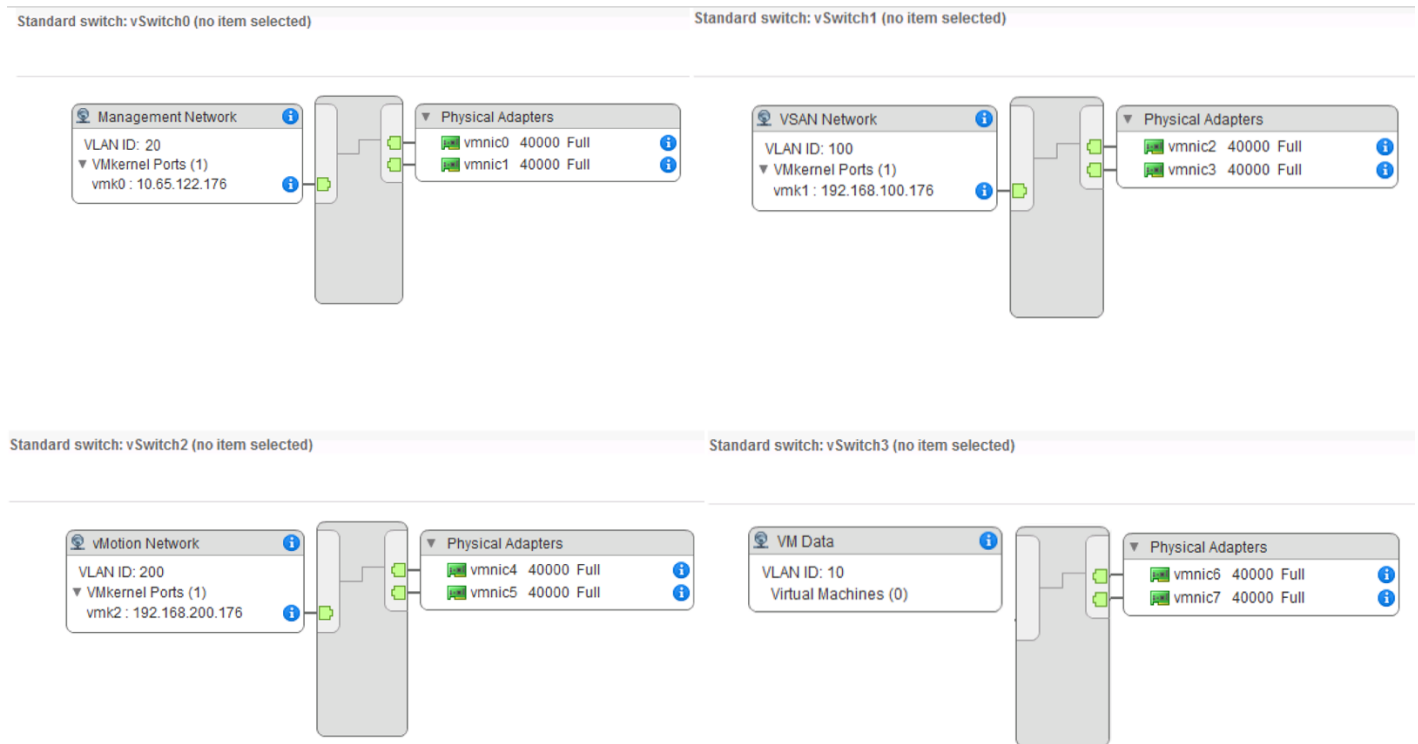 Standard switch: vSwitch0 (no item selected)
Management Network
VLAN ID: 20
VMkernel Ports (1)
vmk0 : 10.65.122.176
Physical Adapters
vmnic0 40000 Full
vmnic1 40000 Full
Standard switch: vSwitch1 (no item selected)
VSAN Network
VLAN ID: 100
VMkernel Ports (1)
vmk1 : 192.168.100.176
Physical Adapters
vmnic2 40000 Full
vmnic3 40000 Full
Standard switch: vSwitch2 (no item selected)
vMotion Network
VLAN ID: 200
VMkernel Ports (1)
vmk2 : 192.168.200.176
Physical Adapters
vmnic4 40000 Full
vmnic5 40000 Full
Standard switch: vSwitch3 (no item selected)
VM Data
VLAN ID: 10
Virtual Machines (0)
Physical Adapters
vmnic6 40000 Full
vmnic7 40000 Full